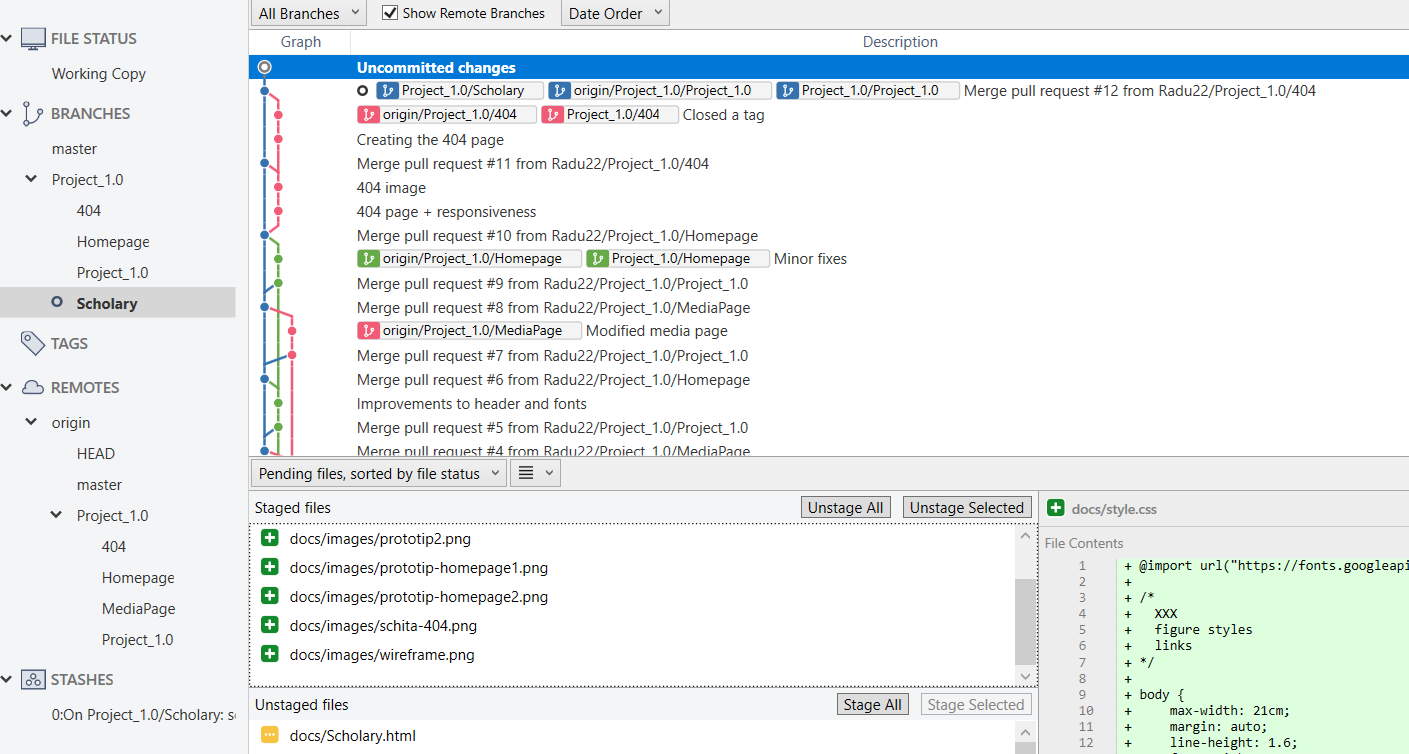 All Branches
Show Remote Branches
Date Order
FILE STATUS
Working Copy
BRANCHES
master
Project_1.0
404
Homepage
Project_1.0
Scholary
TAGS
REMOTES
origin
HEAD
master
Project_1.0
404
Homepage
MediaPage
Project_1.0
STASHES
0:On Project_1.0/Scholary:
Graph Description
Uncommitted changes
Project_1.0/Scholary origin/Project_1.0/Project_1.0 Project_1.0/Project_1.0 Merge pull request #12 from Radu22/Project_1.0/404
origin/Project_1.0/404 Project_1.0/404 Closed a tag
Creating the 404 page
Merge pull request #11 from Radu22/Project_1.0/404
404 image
404 page + responsiveness
Merge pull request #10 from Radu22/Project_1.0/Homepage
origin/Project_1.0/Homepage Project_1.0/Homepage Minor fixes
Merge pull request #9 from Radu22/Project_1.0/Project_1.0
Merge pull request #8 from Radu22/Project_1.0/MediaPage
origin/Project_1.0/MediaPage Modified media page
Merge pull request #7 from Radu22/Project_1.0/Project_1.0
Merge pull request #6 from Radu22/Project_1.0/Homepage
Improvements to header and fonts
Merge pull request #5 from Radu22/Project_1.0/Project_1.0
Merge pull request #4 from Radu22/Project_1.0/MediaPage
Pending files, sorted by file status
Staged files Unstage All Unstage Selected
docs/images/prototip2.png
docs/images/prototip-homepage1.png
docs/images/prototip-homepage2.png
docs/images/schita-404.png
docs/images/wireframe.png
Unstaged files Stage All Stage Selected
docs/Scholary.html
docs/style.css
File Contents
1 + @import url("https://fonts.googleapi
2 +
3 + /*
4 + XXX
5 + figure styles
6 + links
7 + */
8 +
9 + body {
10 + max-width: 21cm;
11 + margin: auto;
12 + line-height: 1.6;